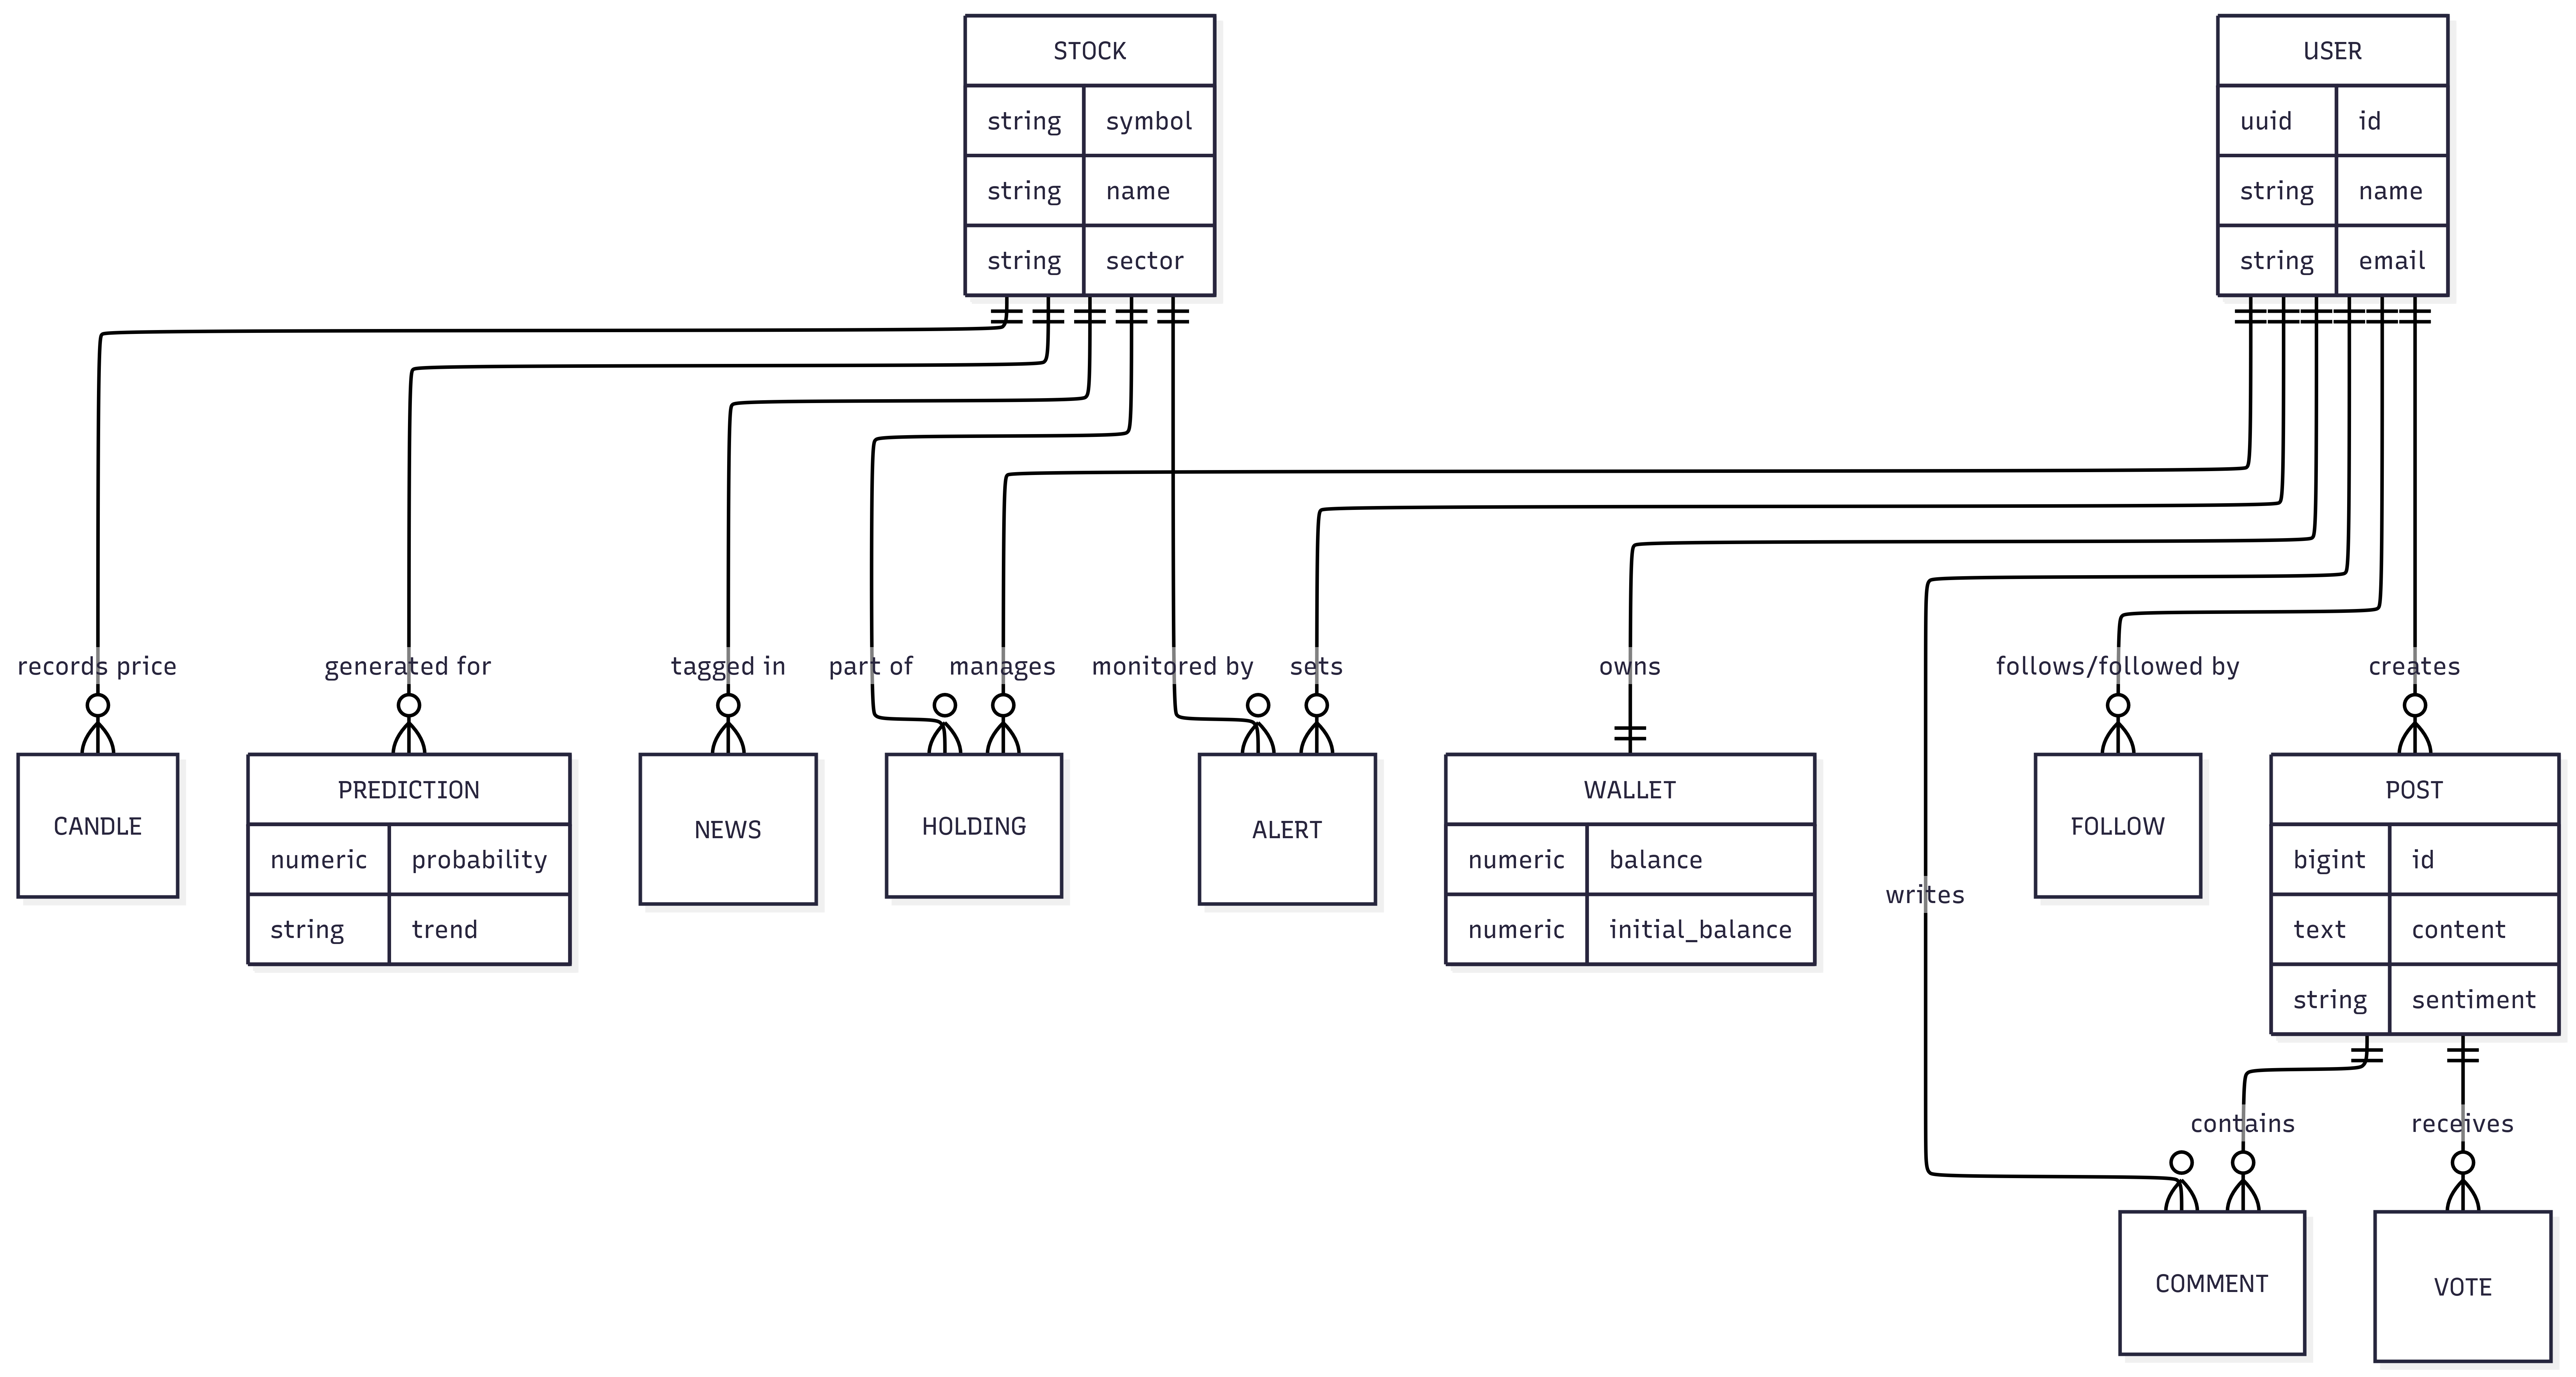 STOCK
string symbol
string name
string sector
USER
uuid id
string name
string email
records price
generated for
tagged in
part of
manages
monitored by
sets
owns
follows/followed by
creates
CANDLE
PREDICTION
numeric probability
string trend
NEWS
HOLDING
ALERT
WALLET
numeric balance
numeric initial_balance
writes
FOLLOW
POST
bigint id
text content
string sentiment
contains
receives
COMMENT
VOTE